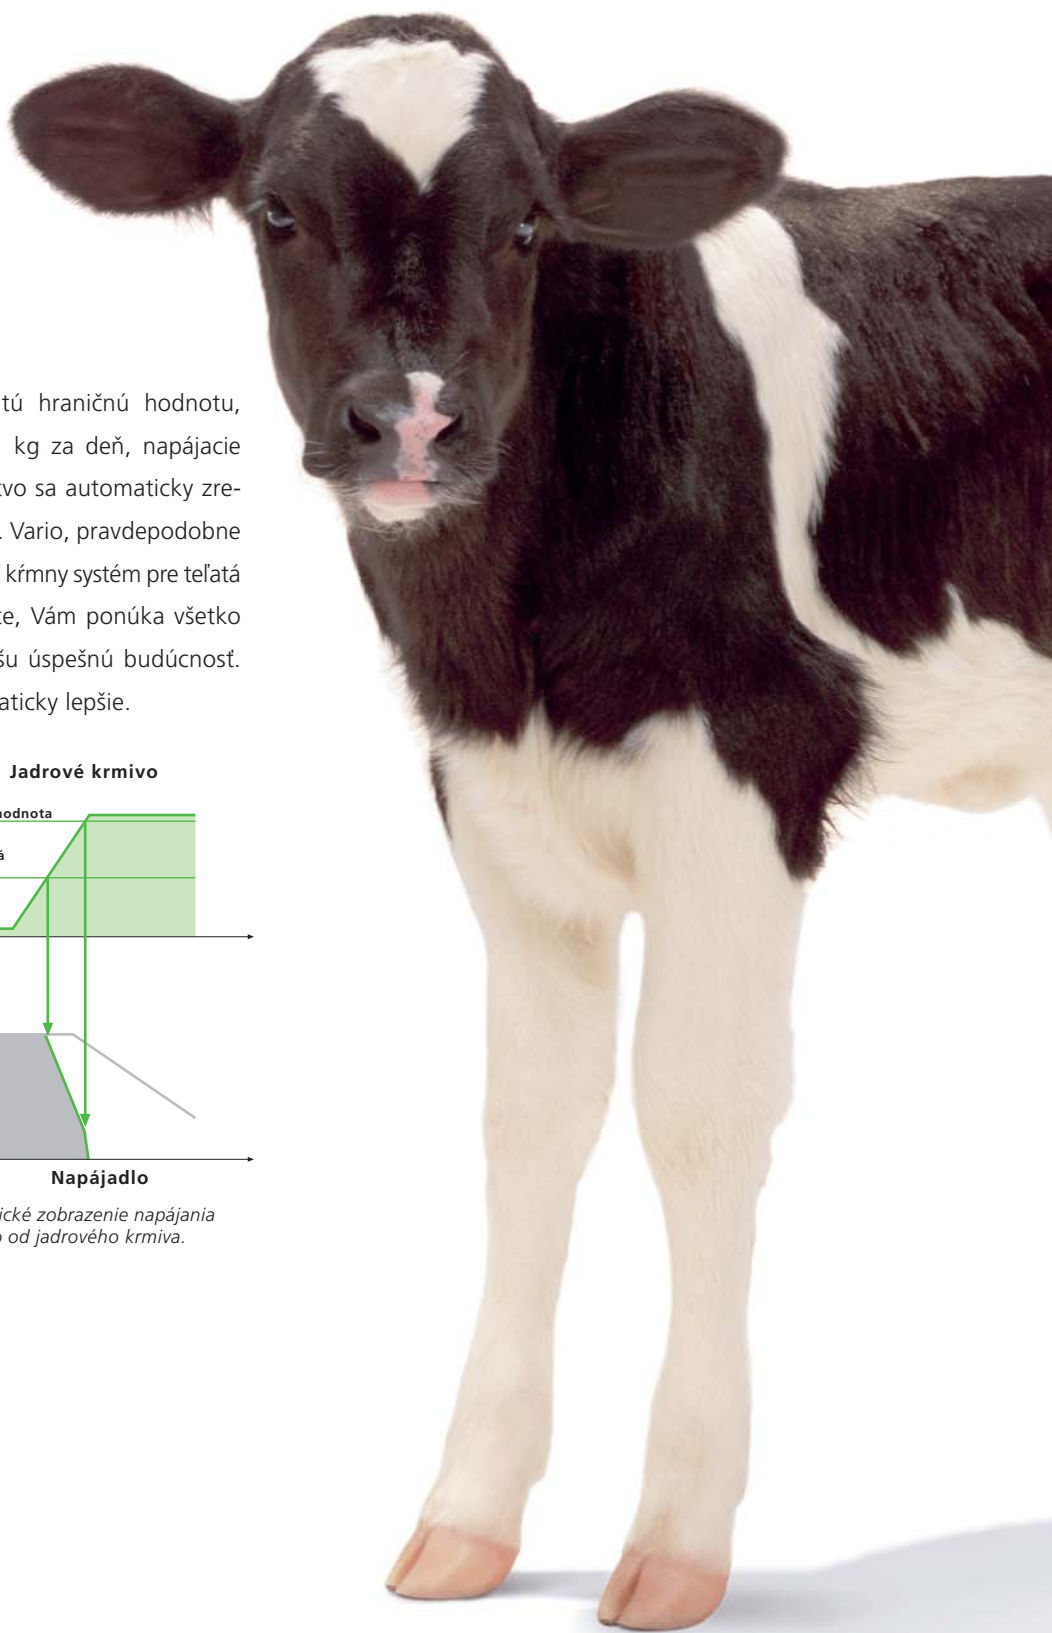 tú hraničnú hodnotu,
kg za deň, napájacie
tvo sa automaticky zre-
. Vario, pravdepodobne
kŕmny systém pre teľatá
te, Vám ponúka všetko
šu úspešnú budúcnosť.
aticky lepšie.
Jadrové krmivo
hodnota
á
Napájadlo
ické zobrazenie napájania
o od jadrového krmiva.